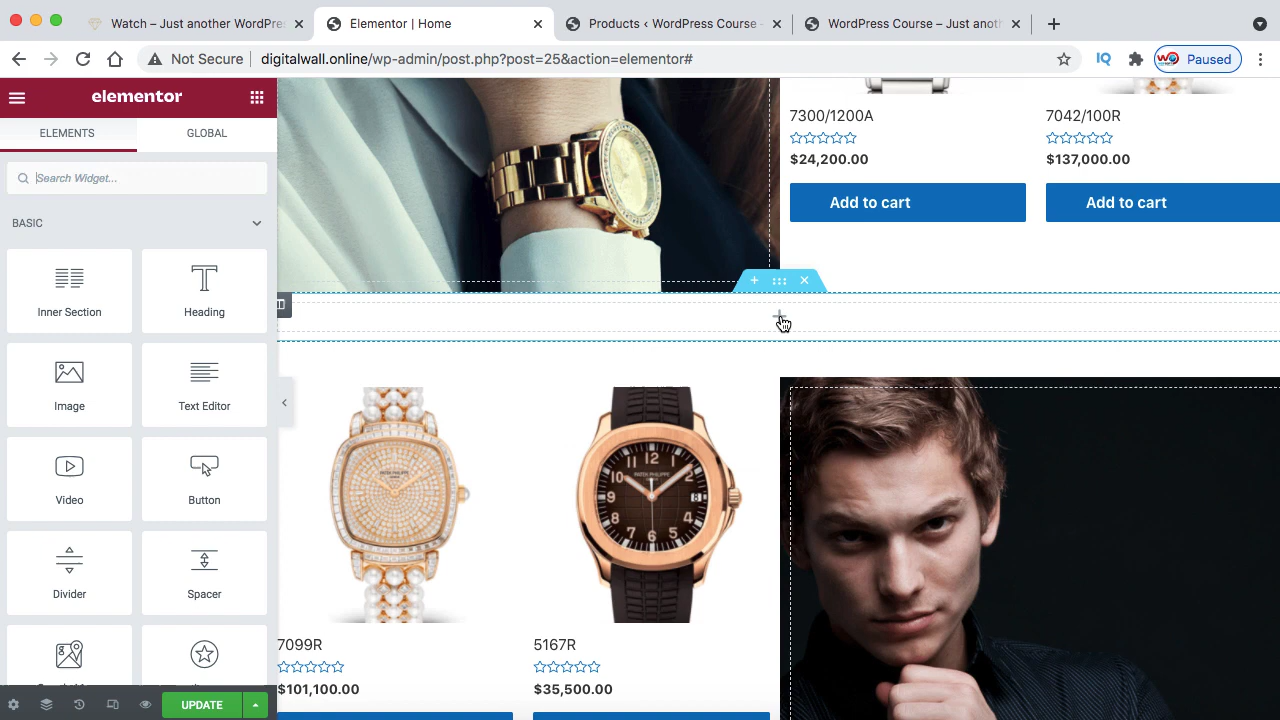 Watch – Just another WordPres
Elementor | Home
Products ‹ WordPress Course -
WordPress Course – Just anoth
Not Secure
digitalwall.online/wp-admin/post.php?post=25&action=elementor#
IQ
Paused
elementor
ELEMENTS
GLOBAL
Search Widget...
BASIC
Inner Section
Heading
Image
Text Editor
Video
Button
Divider
Spacer
UPDATE
7300/1200A
$24,200.00
Add to cart
7042/100R
$137,000.00
Add to cart
7099R
$101,100.00
5167R
$35,500.00